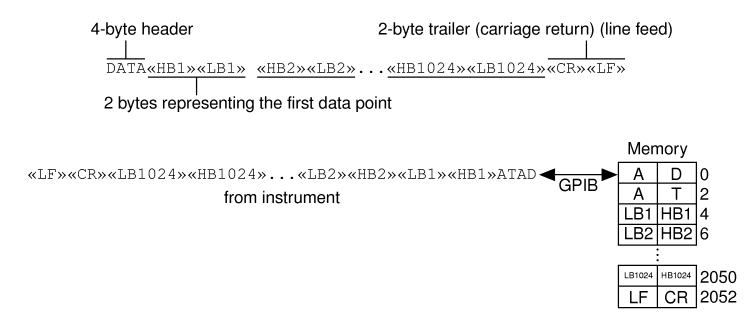 4-byte header
2-byte trailer (carriage return) (line feed)
DATA«HB1»«LB1» «HB2»«LB2»...«HB1024»«LB1024»«CR»«LF»
2 bytes representing the first data point
Memory
«LF»«CR»«LB1024»«HB1024»...«LB2»«HB2»«LB1»«HB1»ATAD
GPIB
from instrument
A D 0
A T 2
LB1 HB1 4
LB2 HB2 6
⋮
LB1024 HB1024 2050
LF CR 2052